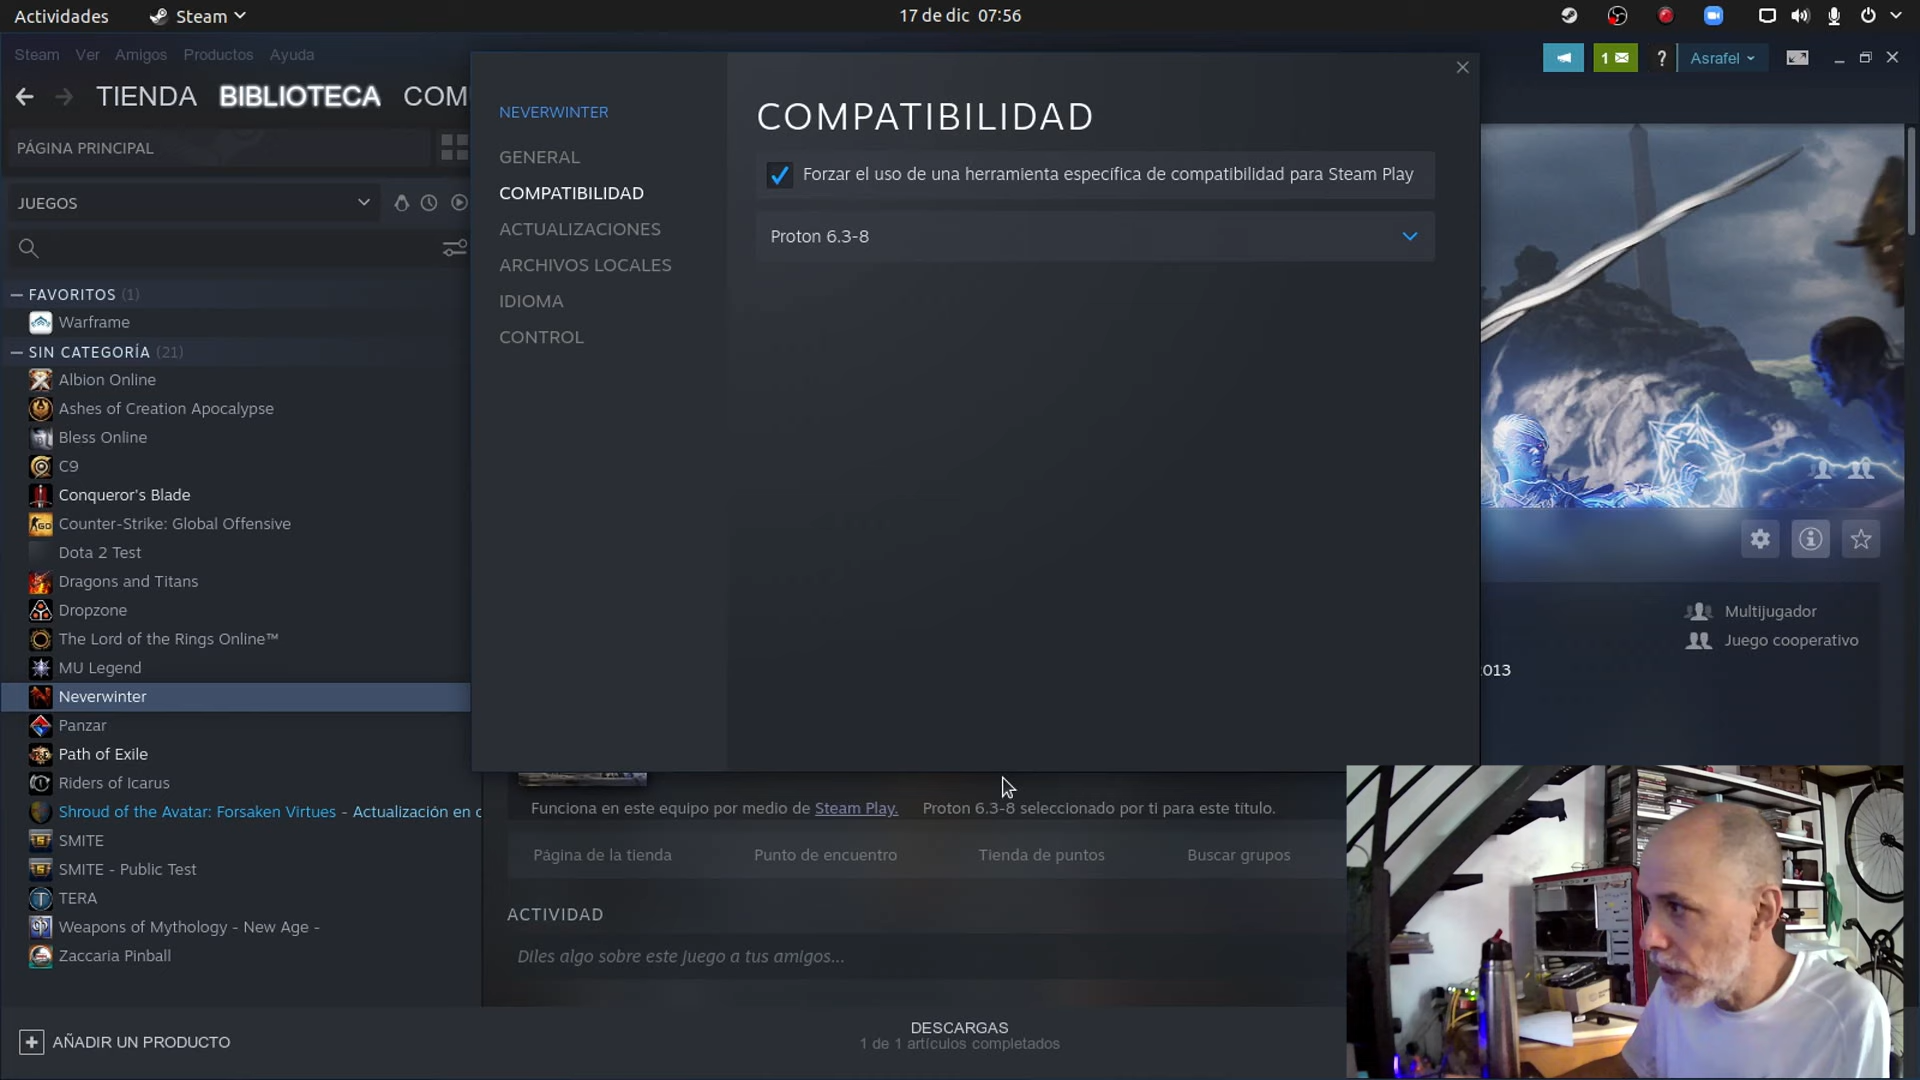 Actividades
Steam
17 de dic 07:56
Steam Ver Amigos Productos Ayuda
1
?
Asrafel
TIENDA BIBLIOTECA COM
PÁGINA PRINCIPAL
JUEGOS
— FAVORITOS (1)
Warframe
— SIN CATEGORÍA (21)
Albion Online
Ashes of Creation Apocalypse
Bless Online
C9
Conqueror's Blade
Counter-Strike: Global Offensive
Dota 2 Test
Dragons and Titans
Dropzone
The Lord of the Rings Online™
MU Legend
Neverwinter
Panzar
Path of Exile
Riders of Icarus
Shroud of the Avatar: Forsaken Virtues - Actualización en c
SMITE
SMITE - Public Test
TERA
Weapons of Mythology - New Age -
Zaccaria Pinball
AÑADIR UN PRODUCTO
NEVERWINTER
GENERAL
COMPATIBILIDAD
ACTUALIZACIONES
ARCHIVOS LOCALES
IDIOMA
CONTROL
COMPATIBILIDAD
Forzar el uso de una herramienta específica de compatibilidad para Steam Play
Proton 6.3-8
Multijugador
Juego cooperativo
2013
Funciona en este equipo por medio de Steam Play. Proton 6.3-8 seleccionado por ti para este título.
Página de la tienda Punto de encuentro Tienda de puntos Buscar grupos
ACTIVIDAD
Diles algo sobre este juego a tus amigos...
DESCARGAS
1 de 1 artículos completados